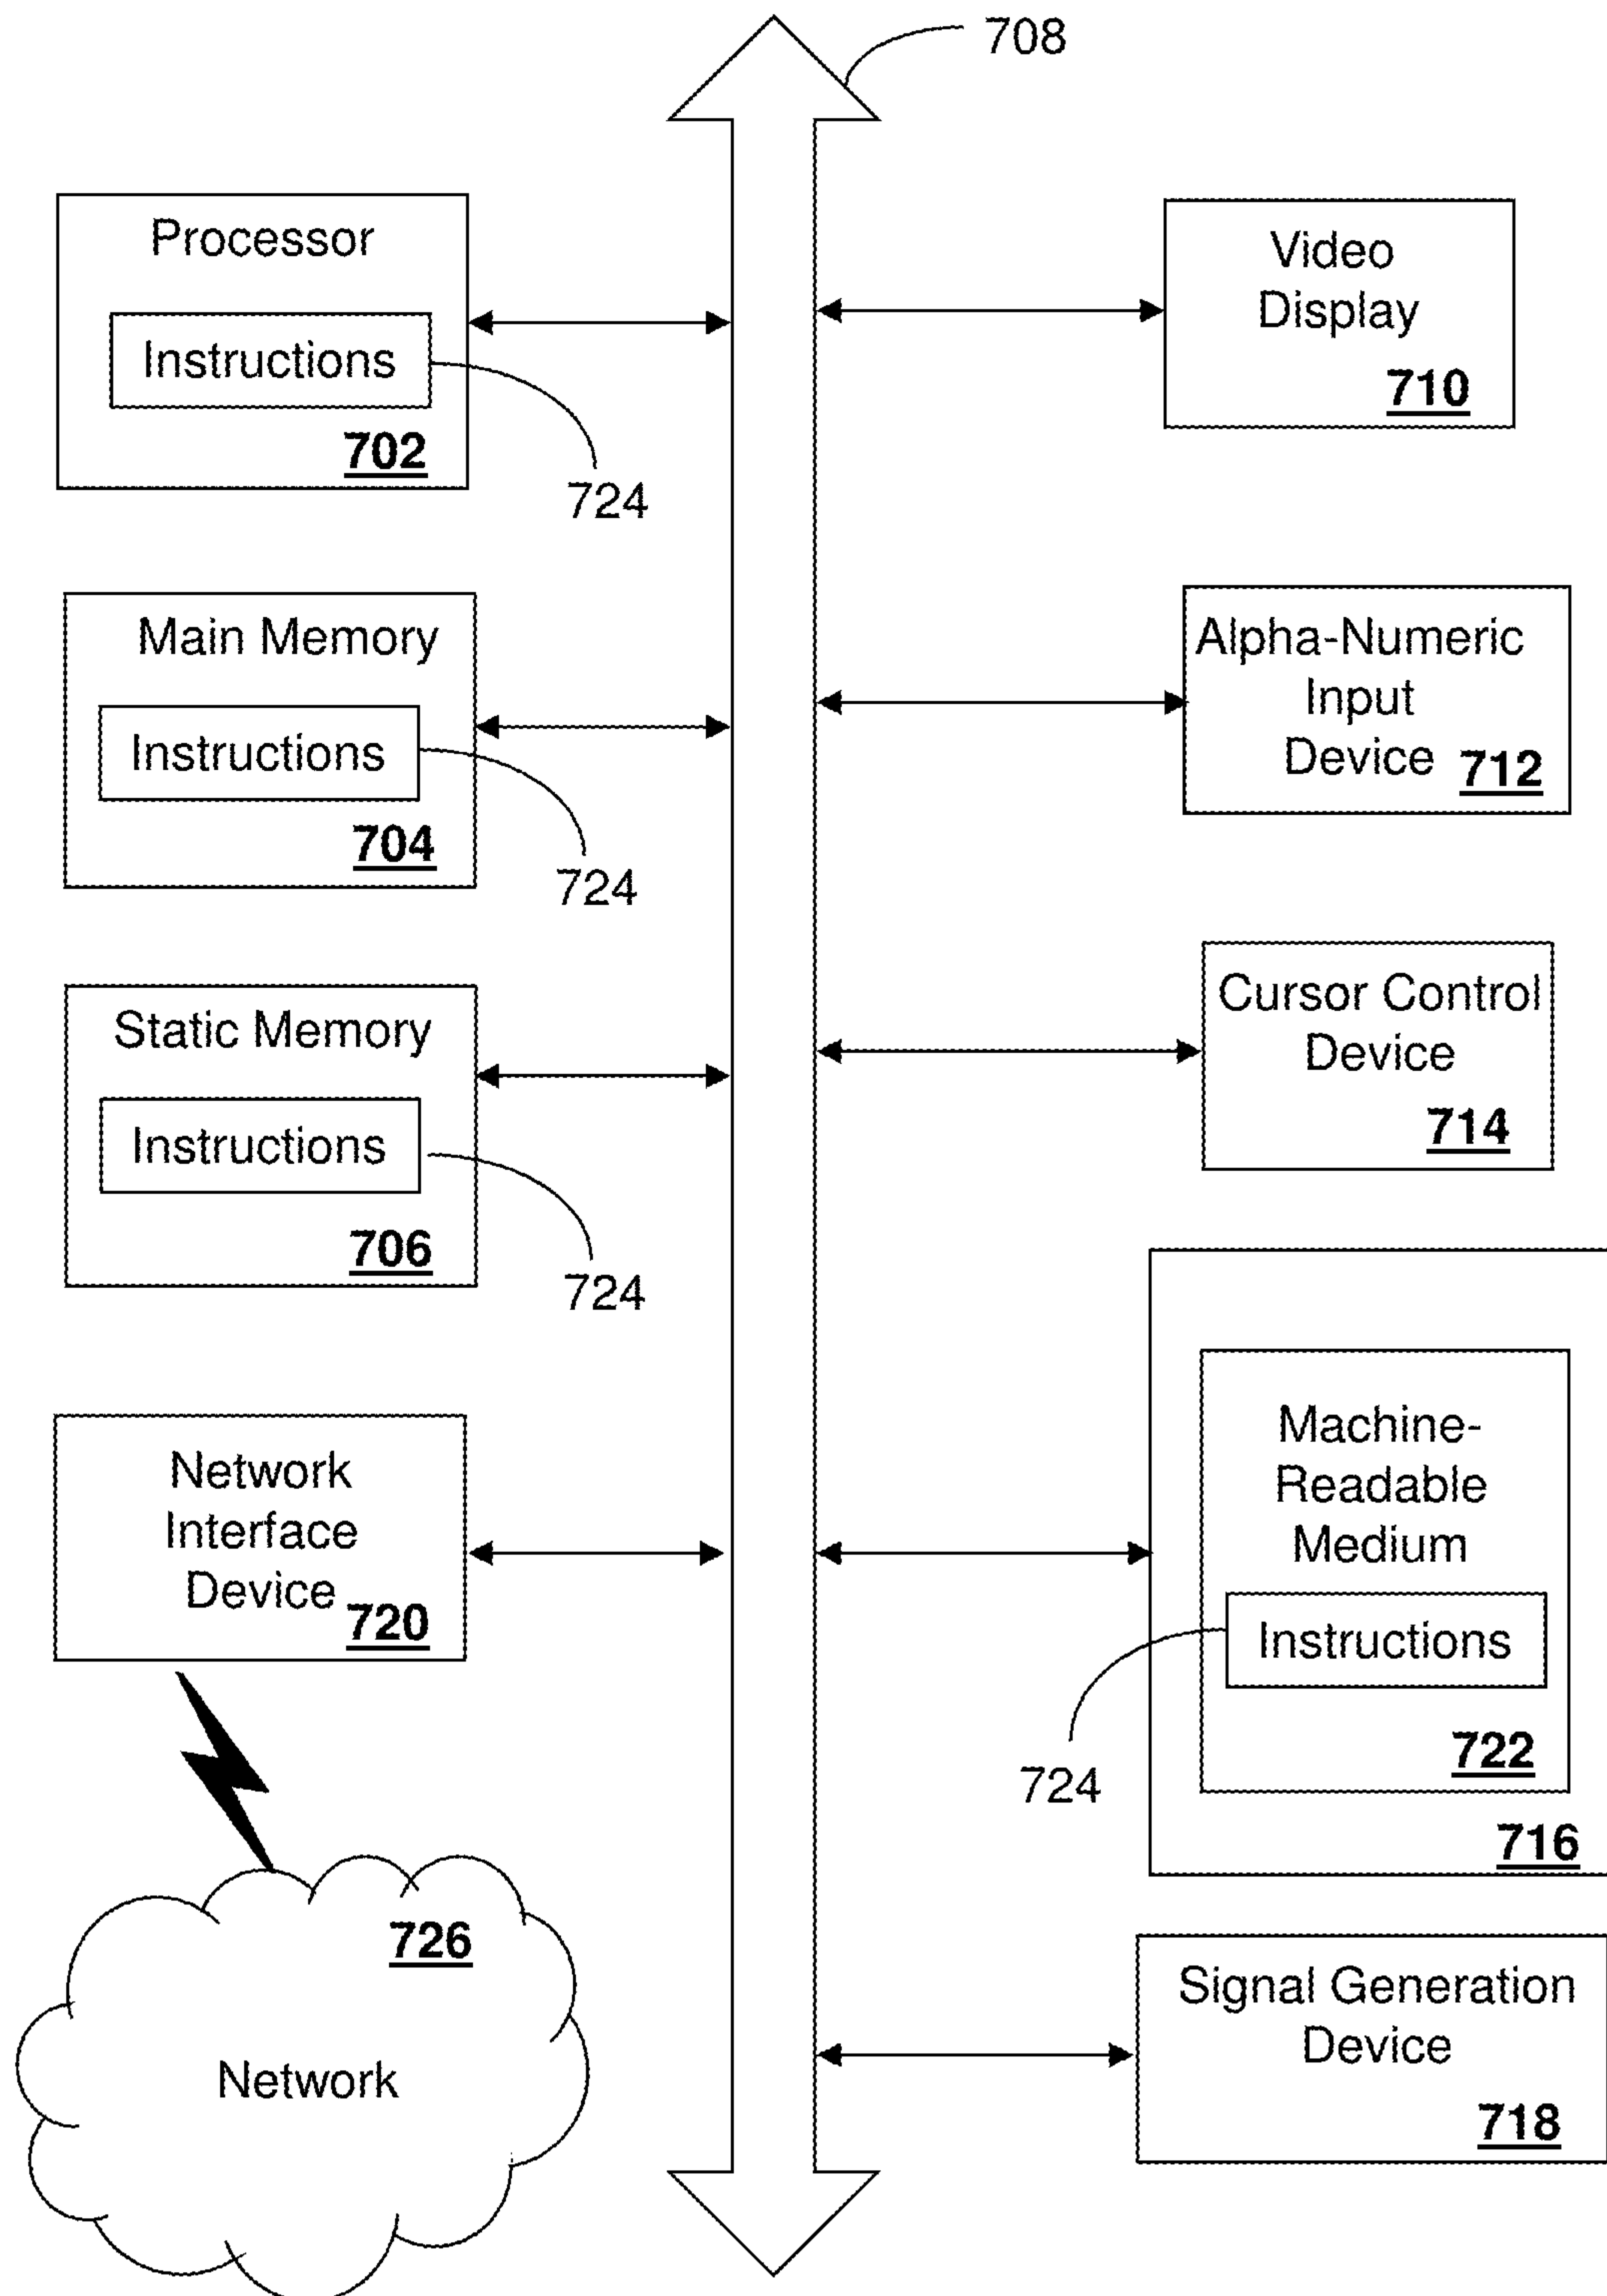 708
Processor
Instructions
702
724
Main Memory
Instructions
704
724
Static Memory
Instructions
706
724
Network
Interface
Device
720
726
Network
Video
Display
710
Alpha-Numeric
Input
Device
712
Cursor Control
Device
714
Machine-
Readable
Medium
Instructions
722
724
716
Signal Generation
Device
718